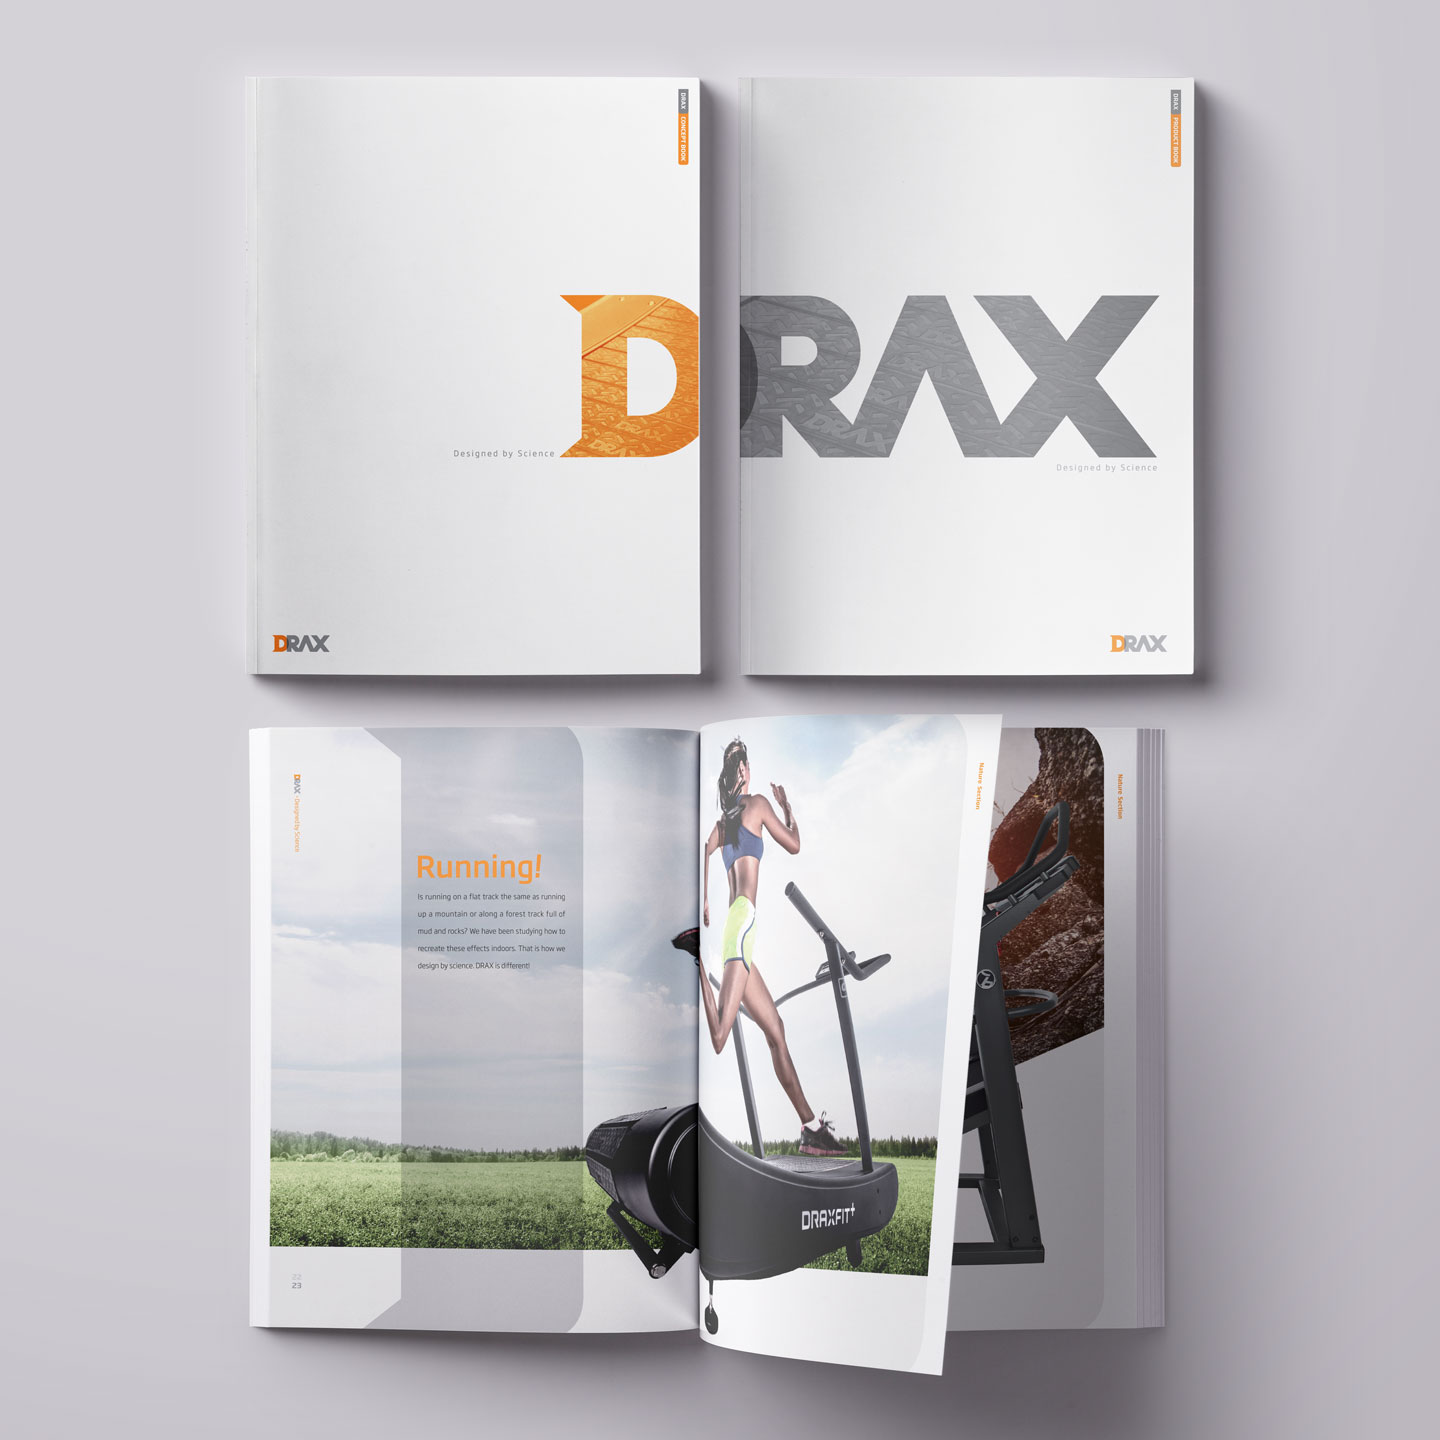 DRAX CONCEPT BOOK
D
Designed by Science
DRAX
DRAX PRODUCT BOOK
DRAX
Designed by Science
DRAX
DRAX - Designed by Science
Running!
Is running on a flat track the same as running
up a mountain or along a forest track full of
mud and rocks? We have been studying how to
recreate these effects indoors. That is how we
design by science. DRAX is different!
22
23
DRAXFIT+
Nature Section
Nature Section